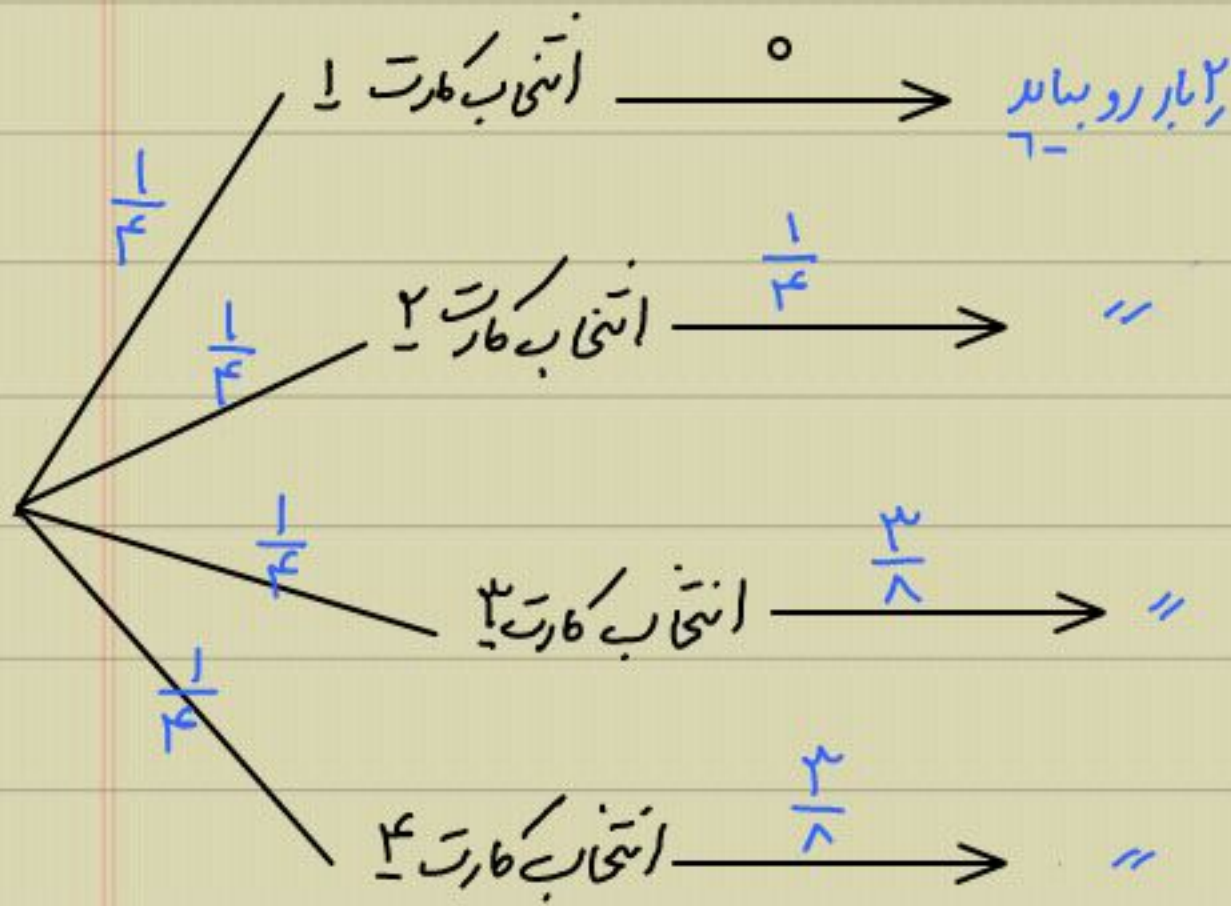 انتخاب کارت ۱ ۰ ۲ بار رو بیاید
۱/۴
انتخاب کارت ۲ ۱/۴ "
۱/۴
انتخاب کارت ۳ ۳/۸ "
۱/۴
انتخاب کارت ۴ ۳/۸ "
۱/۴